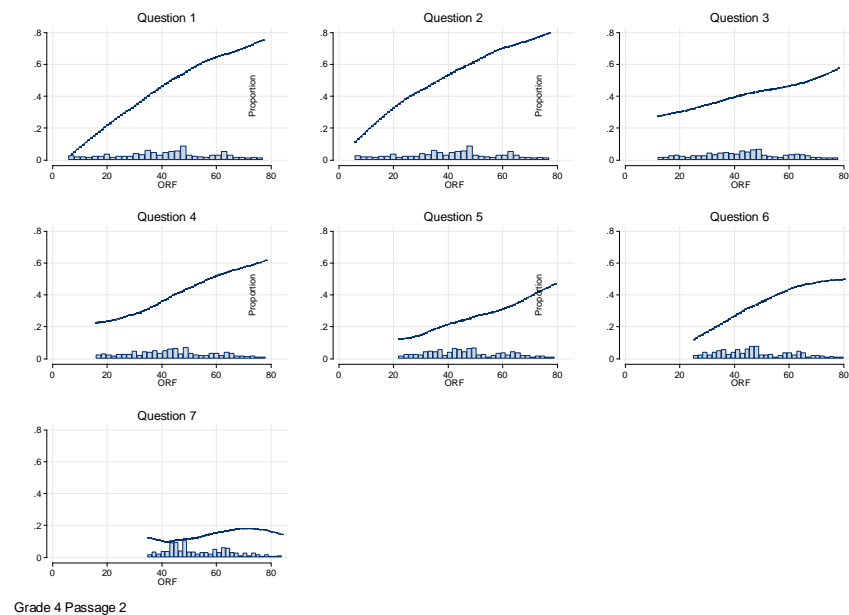 Question 1
.8
.6
.4
.2
0
0 20 40 60 80
ORF
Proportion
Question 2
.8
.6
.4
.2
0
0 20 40 60 80
ORF
Proportion
Question 3
.8
.6
.4
.2
0
0 20 40 60 80
ORF
Question 4
.8
.6
.4
.2
0
0 20 40 60 80
ORF
Proportion
Question 5
.8
.6
.4
.2
0
0 20 40 60 80
ORF
Proportion
Question 6
.8
.6
.4
.2
0
0 20 40 60 80
ORF
Question 7
.8
.6
.4
.2
0
0 20 40 60 80
ORF
Grade 4 Passage 2